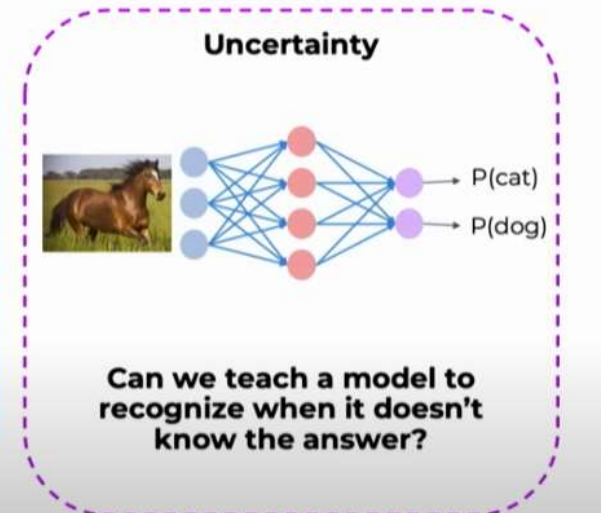 Uncertainty
P(cat)
P(dog)
Can we teach a model to
recognize when it doesn't
know the answer?